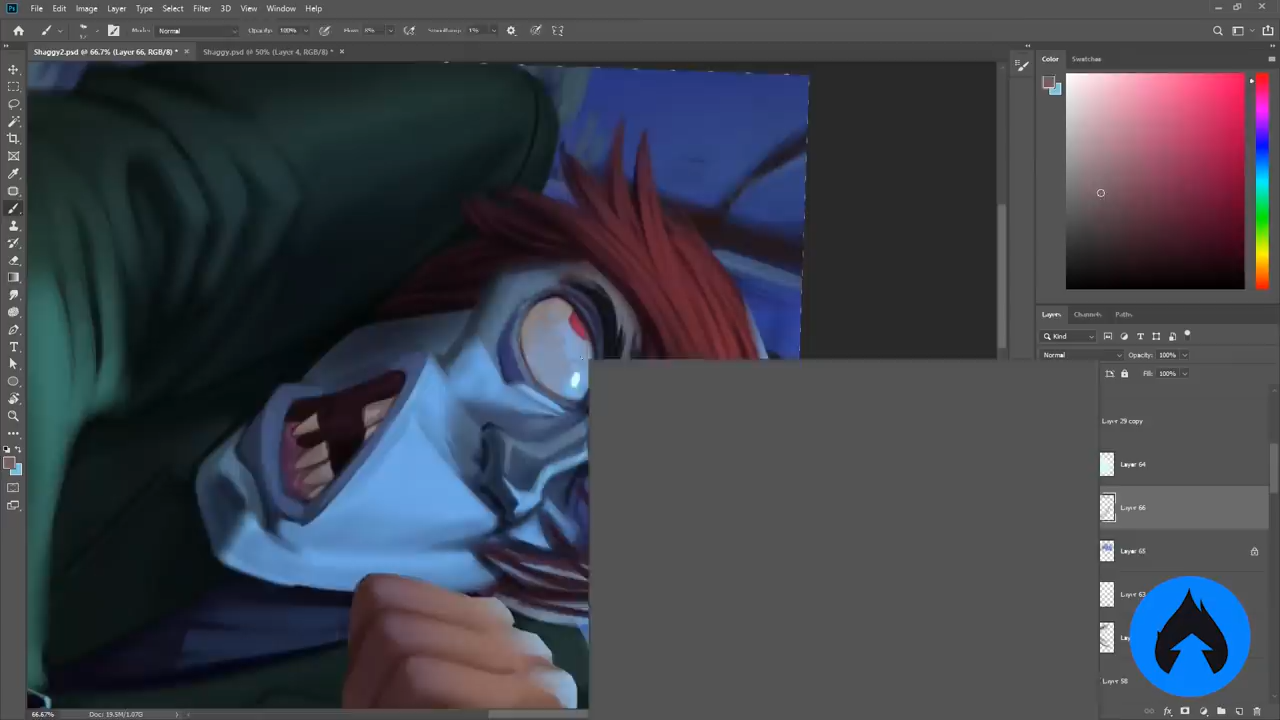 File Edit Image Layer Type Select Filter 3D View Window Help
Mode: Normal Opacity: 100% Flow: 8% Smoothing: 1%
Shaggy2.psd @ 66.7% (Layer 66, RGB/8) * × Shaggy.psd @ 50% (Layer 4, RGB/8) * ×
Color Swatches
Layers Channels Paths
Kind
Normal Opacity: 100%
Fill: 100%
Layer 29 copy
Layer 64
Layer 66
Layer 65
Layer 63
Layer 58
66.67% Doc: 19.5M/1.07G